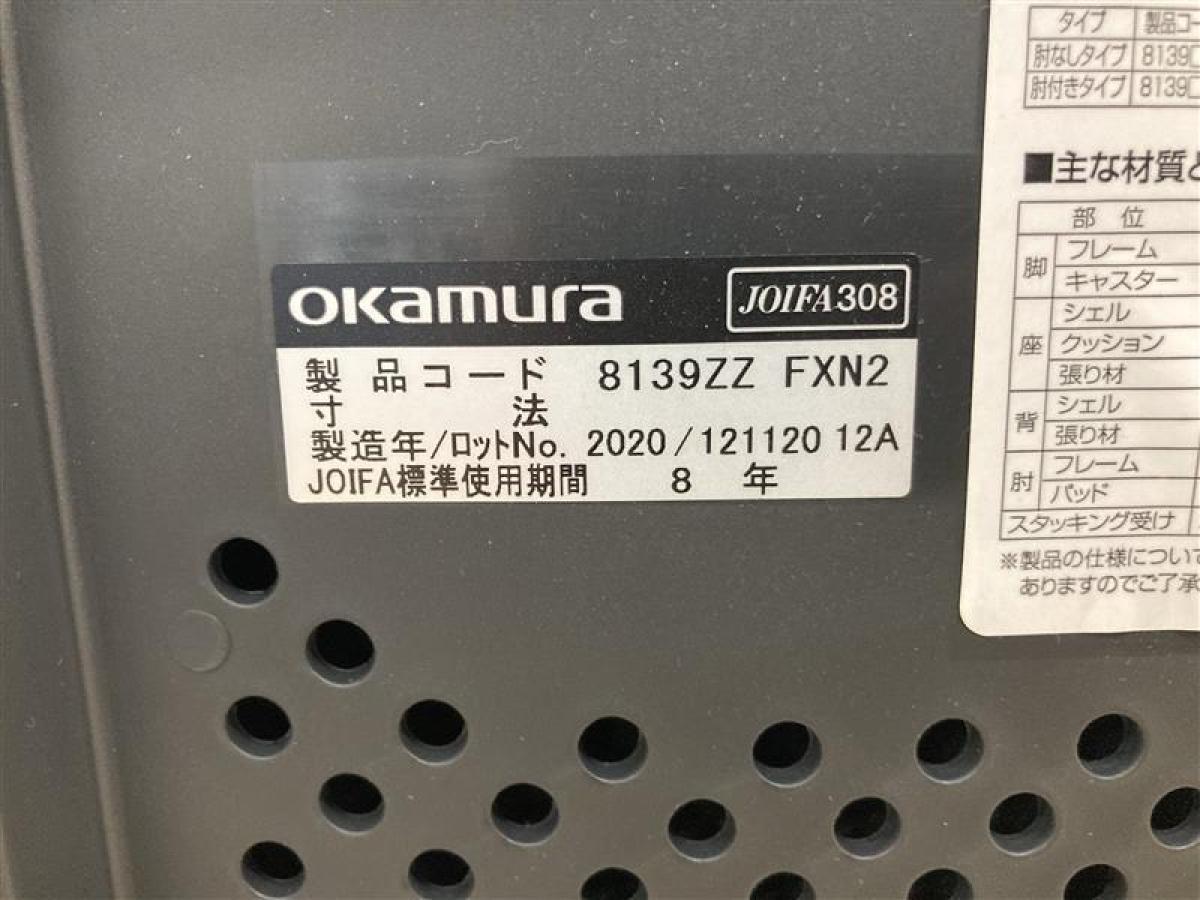 okamura JOIFA308
製品コード 8139ZZ FXN2
寸法
製造年/ロットNo. 2020/121120 12A
JOIFA標準使用期間 8 年
タイプ 製品コー
肘なしタイプ 8139□
肘付きタイプ 8139□
■主な材質と
部位
脚 フレーム
キャスター
座 シェル
クッション
張り材
背 シェル
張り材
肘 フレーム
パッド
スタッキング受け
※製品の仕様について
ありますのでご了承